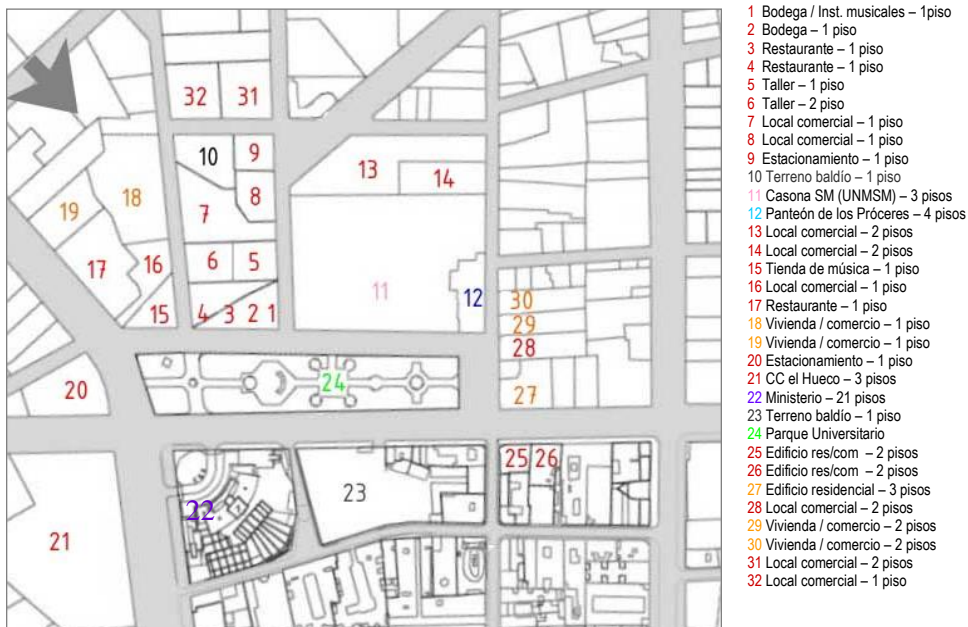 32 31
10 9
13
14
18
8
19
7
16
6 5
17
11
12
30
15
4 3 2 1
29
28
24
20
27
25 26
23
22.
21
1 Bodega / Inst. musicales – 1piso
2 Bodega – 1 piso
3 Restaurante – 1 piso
4 Restaurante – 1 piso
5 Taller – 1 piso
6 Taller – 2 piso
7 Local comercial – 1 piso
8 Local comercial – 1 piso
9 Estacionamiento – 1 piso
10 Terreno baldío – 1 piso
11 Casona SM (UNMSM) – 3 pisos
12 Panteón de los Próceres – 4 pisos
13 Local comercial – 2 pisos
14 Local comercial – 2 pisos
15 Tienda de música – 1 piso
16 Local comercial – 1 piso
17 Restaurante – 1 piso
18 Vivienda / comercio – 1 piso
19 Vivienda / comercio – 1 piso
20 Estacionamiento – 1 piso
21 CC el Hueco – 3 pisos
22 Ministerio – 21 pisos
23 Terreno baldío – 1 piso
24 Parque Universitario
25 Edificio res/com – 2 pisos
26 Edificio res/com – 2 pisos
27 Edificio residencial – 3 pisos
28 Local comercial – 2 pisos
29 Vivienda / comercio – 2 pisos
30 Vivienda / comercio – 2 pisos
31 Local comercial – 2 pisos
32 Local comercial – 1 piso